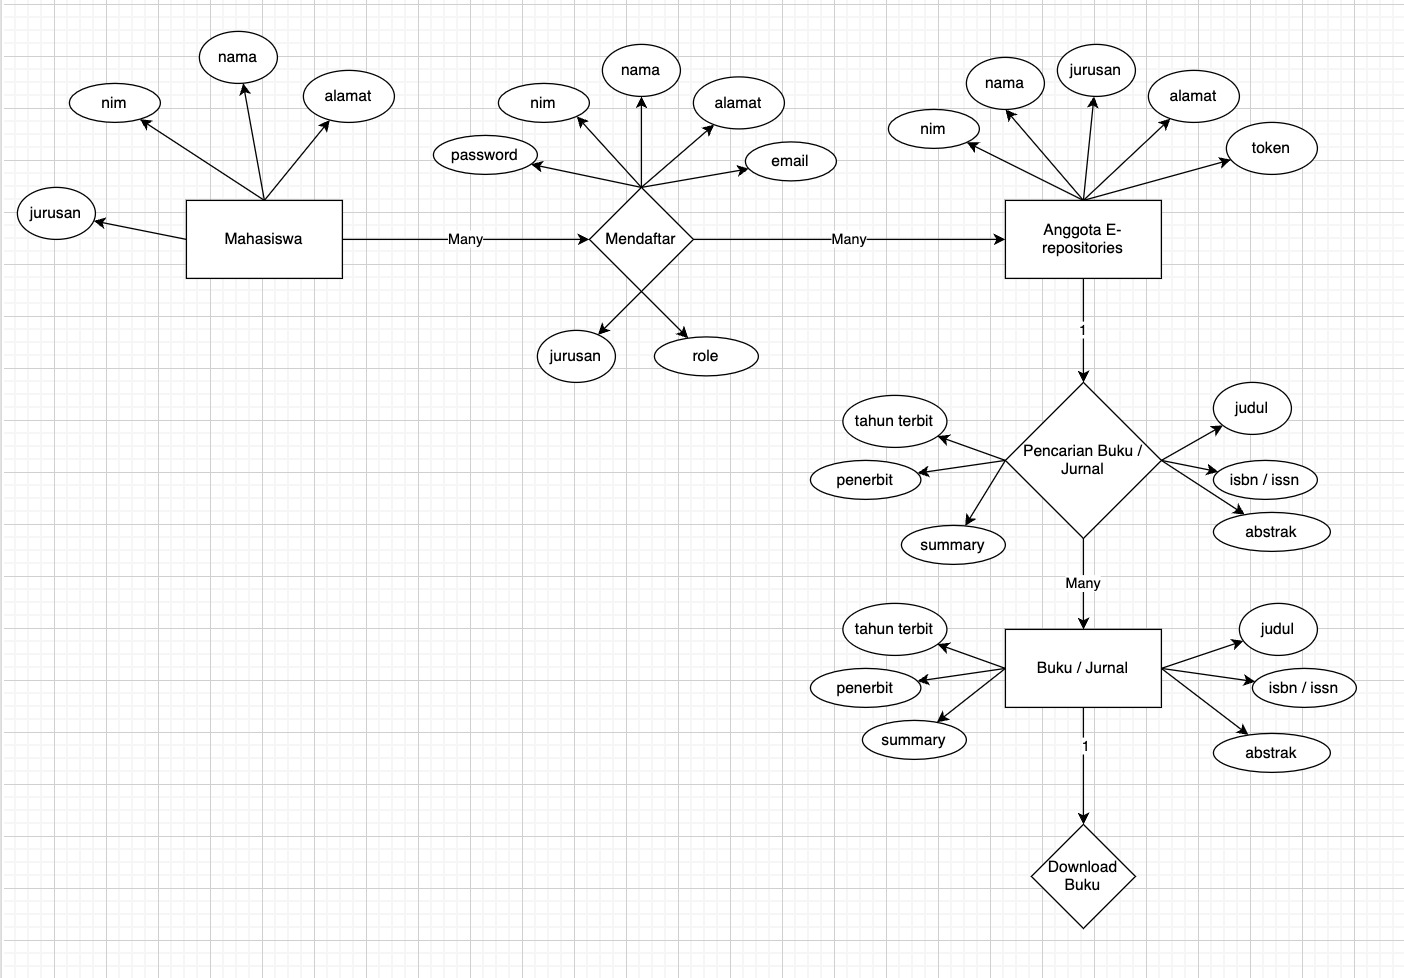 nama
nim
alamat
jurusan
Mahasiswa
Many
nama
nim
alamat
password
email
Mendaftar
jurusan
role
Many
jurusan
nama
alamat
nim
token
Anggota E-
repositories
1
tahun terbit
judul
Pencarian Buku /
Jurnal
penerbit
isbn / issn
summary
abstrak
Many
tahun terbit
judul
Buku / Jurnal
penerbit
isbn / issn
summary
abstrak
1
Download
Buku